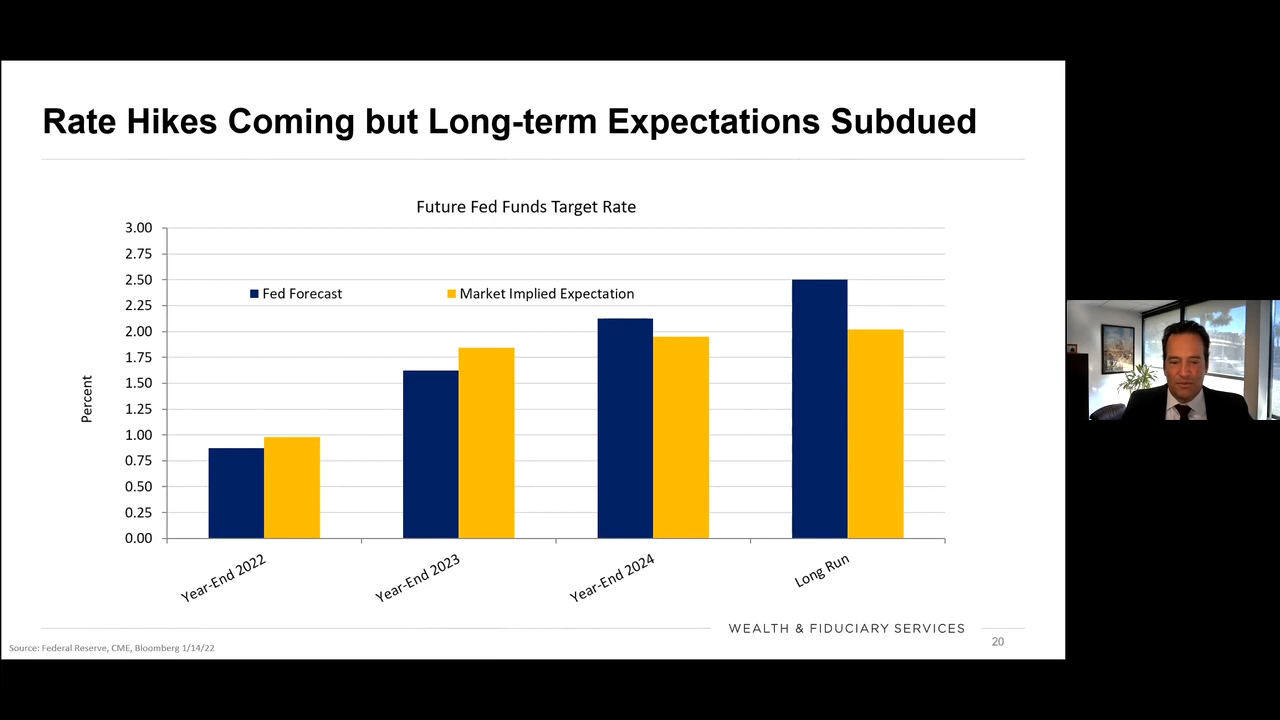 Rate Hikes Coming but Long-term Expectations Subdued
Future Fed Funds Target Rate
3.00
2.75
2.50
2.25
2.00
1.75
1.50
1.25
1.00
0.75
0.50
0.25
0.00
Percent
Fed Forecast
Market Implied Expectation
Year-End 2022
Year-End 2023
Year-End 2024
Long Run
WEALTH & FIDUCIARY SERVICES
20
Source: Federal Reserve, CME, Bloomberg 1/14/22